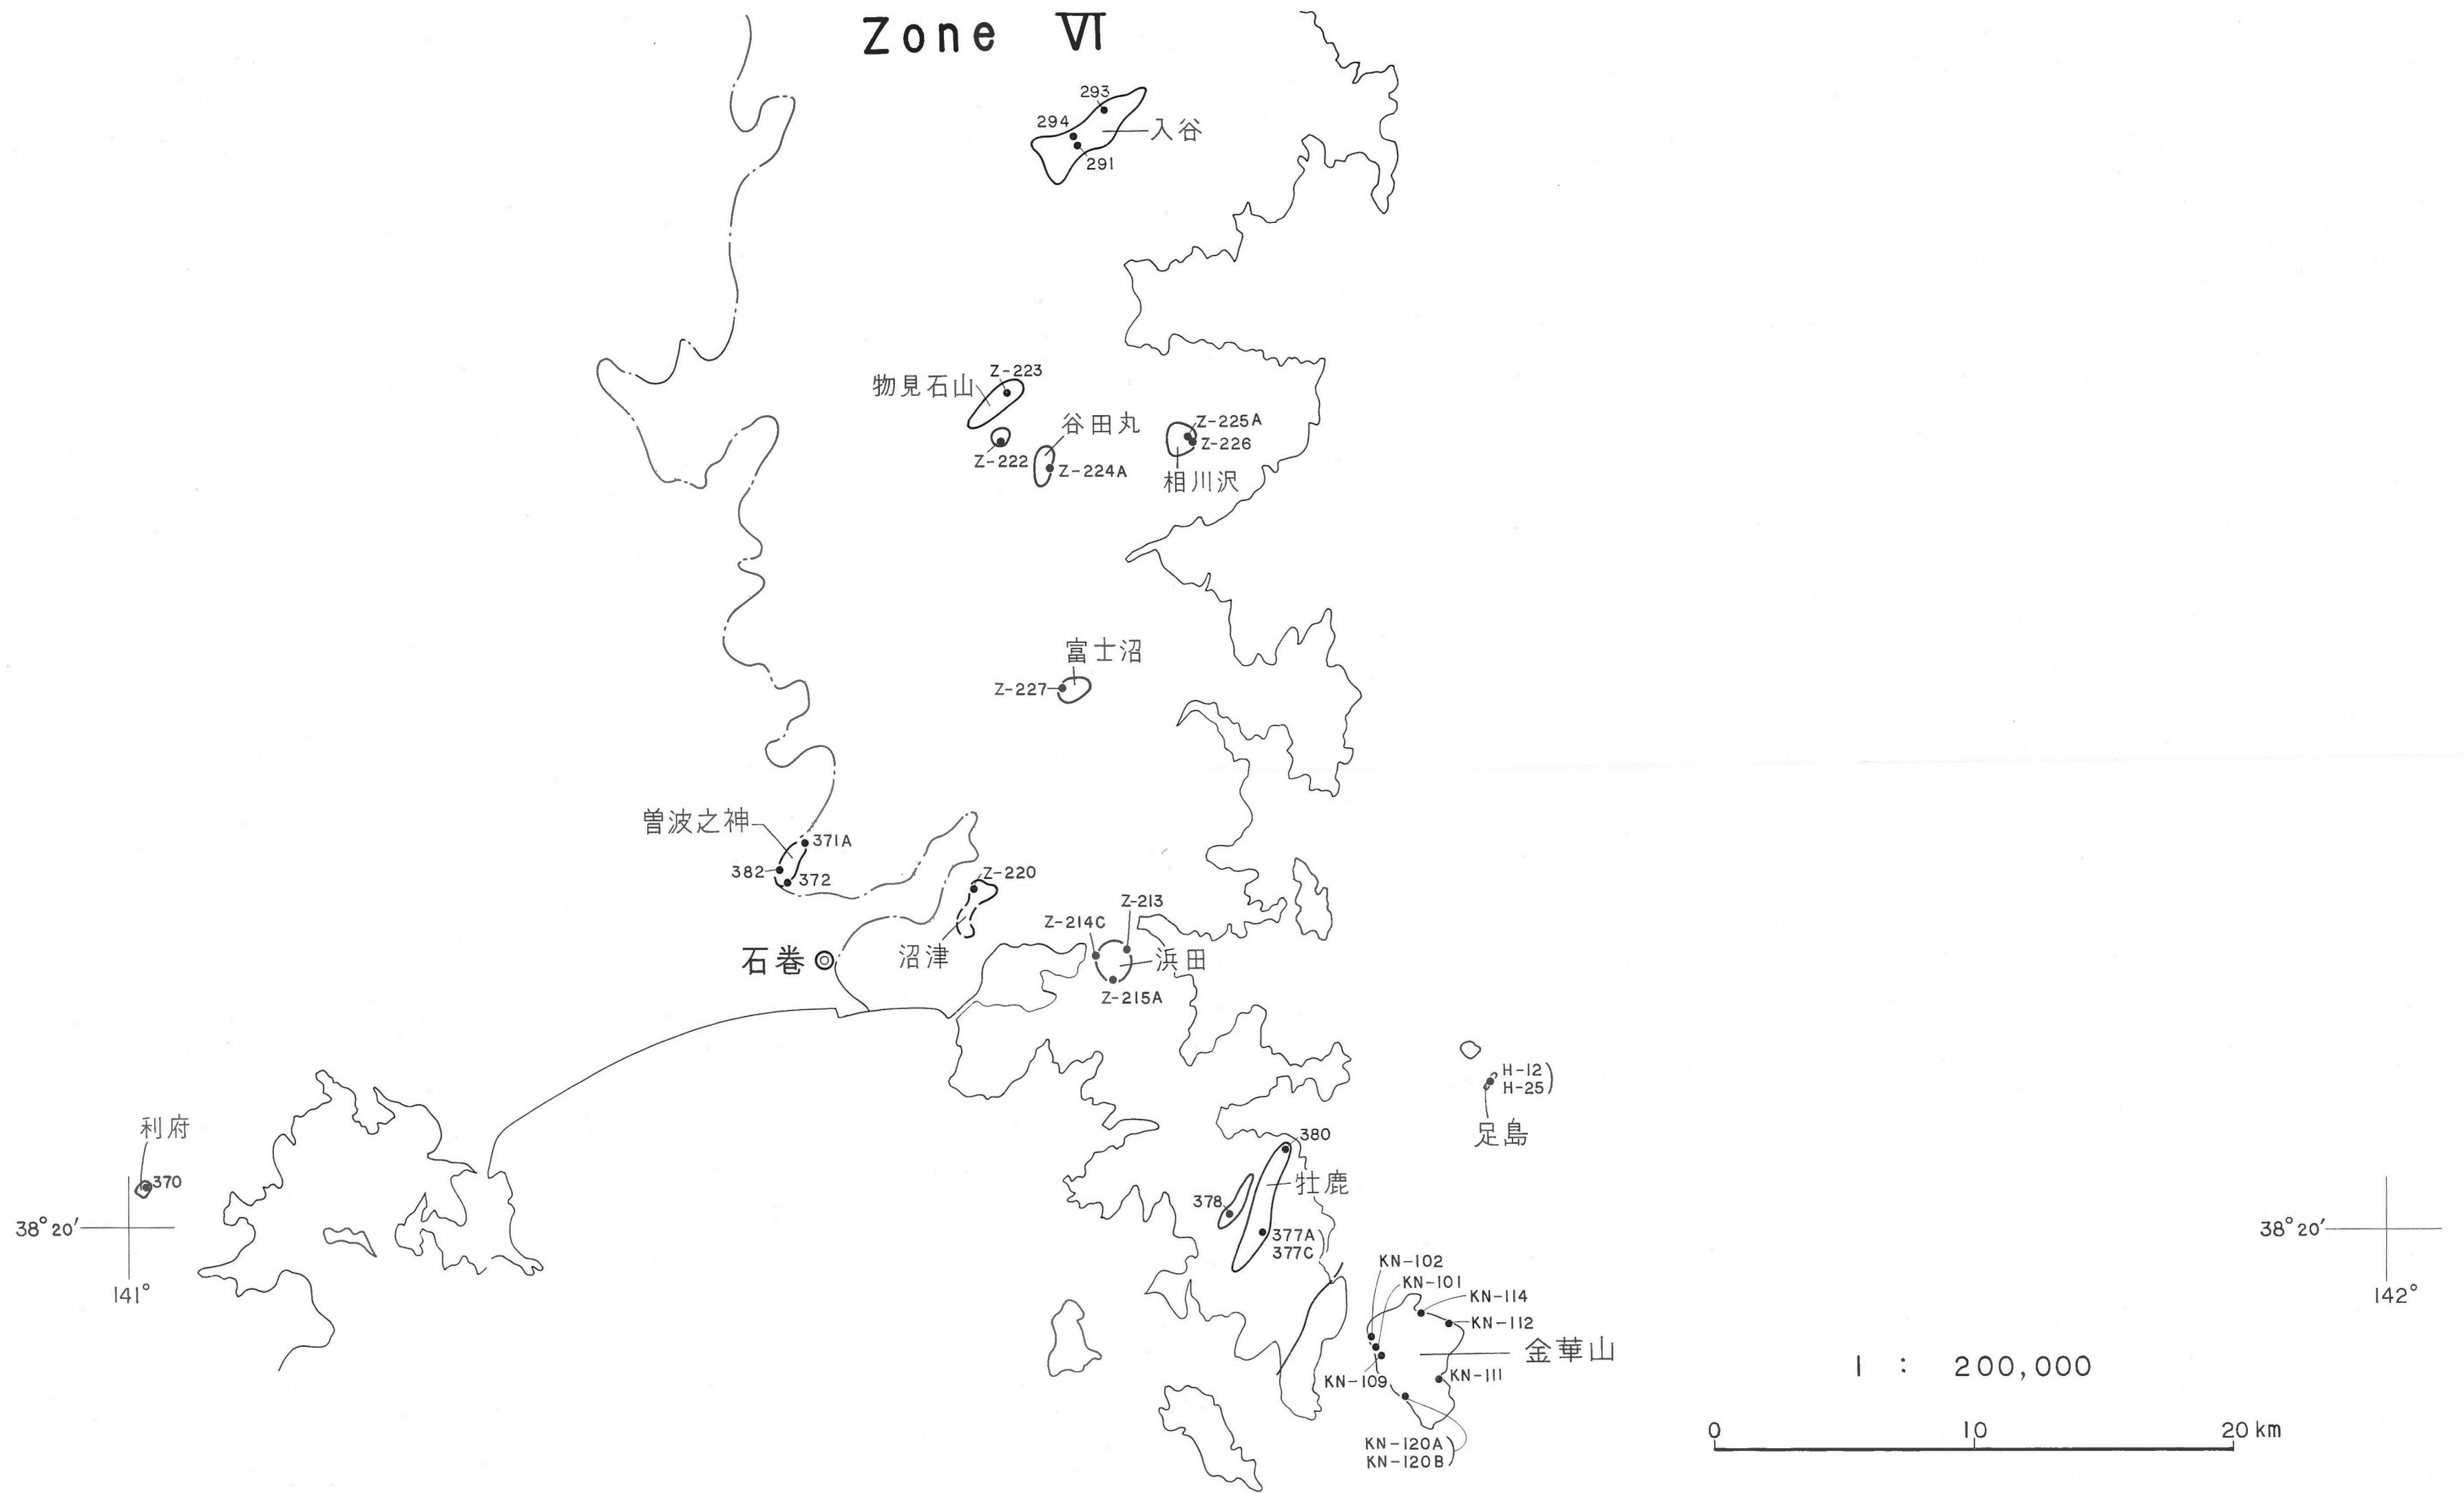 Zone Ⅵ
293
294
入谷
291
Z-223
物見石山
谷田丸
Z-225A
Z-226
Z-222
Z-224A
相川沢
富士沼
Z-227
曽波之神
371A
382
372
Z-220
Z-213
Z-214C
石巻
沼津
浜田
Z-215A
H-12)
H-25)
足島
利府
370
380
牡鹿
378
38°20′
377A)
377C)
38°20′
KN-102
KN-101
141°
KN-114
142°
KN-112
金華山
1 : 200,000
KN-109
KN-111
0 10 20 km
KN-120A)
KN-120B)